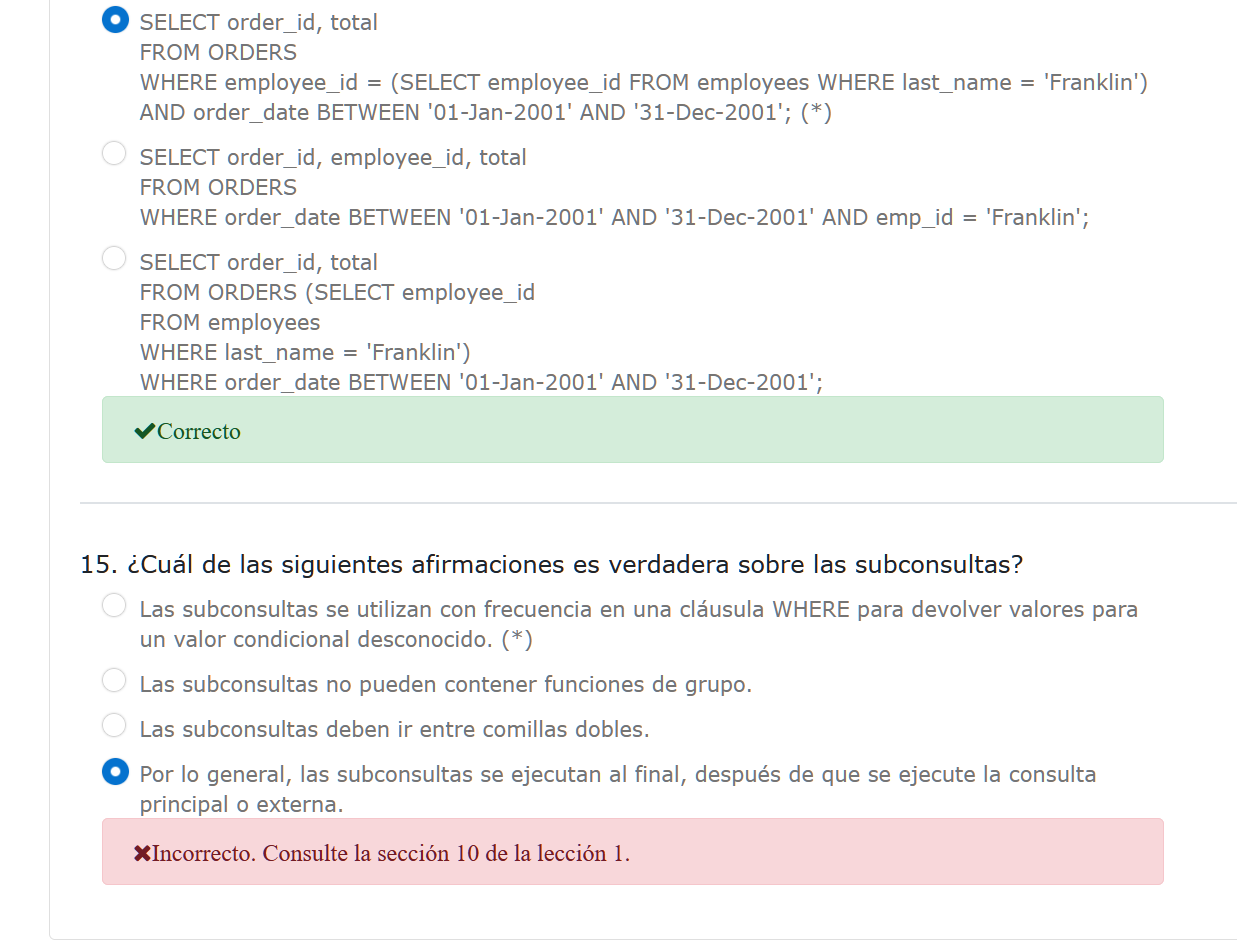 SELECT order_id, total
FROM ORDERS
WHERE employee_id = (SELECT employee_id FROM employees WHERE last_name = 'Franklin')
AND order_date BETWEEN '01-Jan-2001' AND '31-Dec-2001'; (*)
SELECT order_id, employee_id, total
FROM ORDERS
WHERE order_date BETWEEN '01-Jan-2001' AND '31-Dec-2001' AND emp_id = 'Franklin';
SELECT order_id, total
FROM ORDERS (SELECT employee_id
FROM employees
WHERE last_name = 'Franklin')
WHERE order_date BETWEEN '01-Jan-2001' AND '31-Dec-2001';
Correcto
15. ¿Cuál de las siguientes afirmaciones es verdadera sobre las subconsultas?
Las subconsultas se utilizan con frecuencia en una cláusula WHERE para devolver valores para
un valor condicional desconocido. (*)
Las subconsultas no pueden contener funciones de grupo.
Las subconsultas deben ir entre comillas dobles.
Por lo general, las subconsultas se ejecutan al final, después de que se ejecute la consulta
principal o externa.
Incorrecto. Consulte la sección 10 de la lección 1.